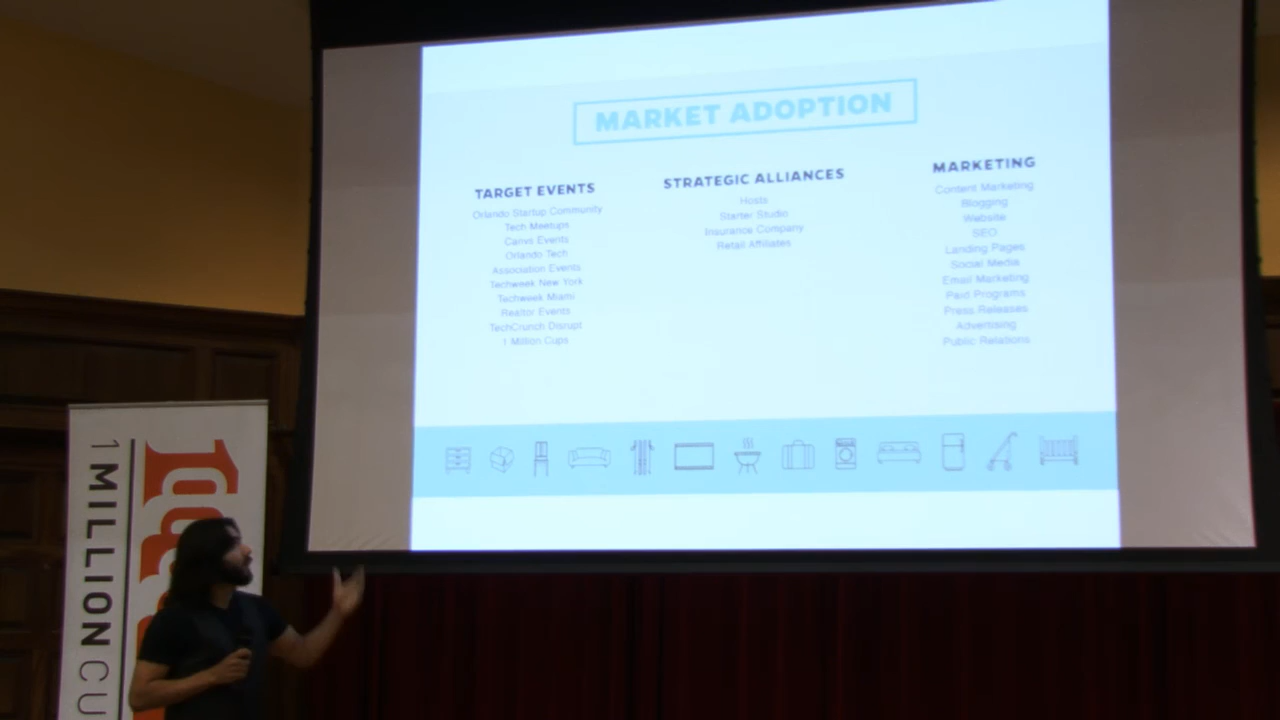 MARKET ADOPTION
TARGET EVENTS
Orlando Startup Community
Tech Meetups
Canvs Events
Orlando Tech
Association Events
Techweek New York
Techweek Miami
Realtor Events
TechCrunch Disrupt
1 Million Cups
STRATEGIC ALLIANCES
Hosts
Starter Studio
Insurance Company
Retail Affiliates
MARKETING
Content Marketing
Blogging
Website
SEO
Landing Pages
Social Media
Email Marketing
Paid Programs
Press Releases
Advertising
Public Relations
1 MILLION CU